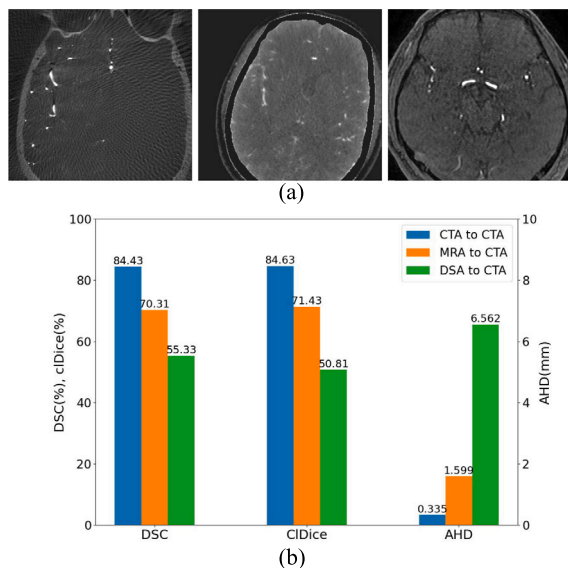 (a)
100
80
60
40
20
0
DSC(%), clDice(%)
84.43
70.31
55.33
84.63
71.43
50.81
0.335
1.599
6.562
CTA to CTA
MRA to CTA
DSA to CTA
10
8
6
4
2
0
AHD(mm)
DSC
ClDice
AHD
(b)